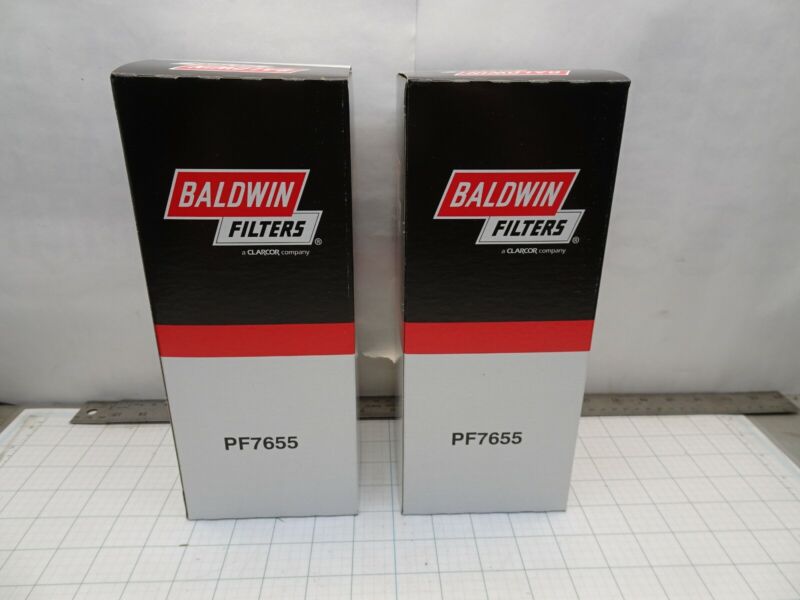 BALDWIN
FILTERS®
a CLARCOR company
PF7655
BALDWIN
FILTERS®
a CLARCOR company
PF7655